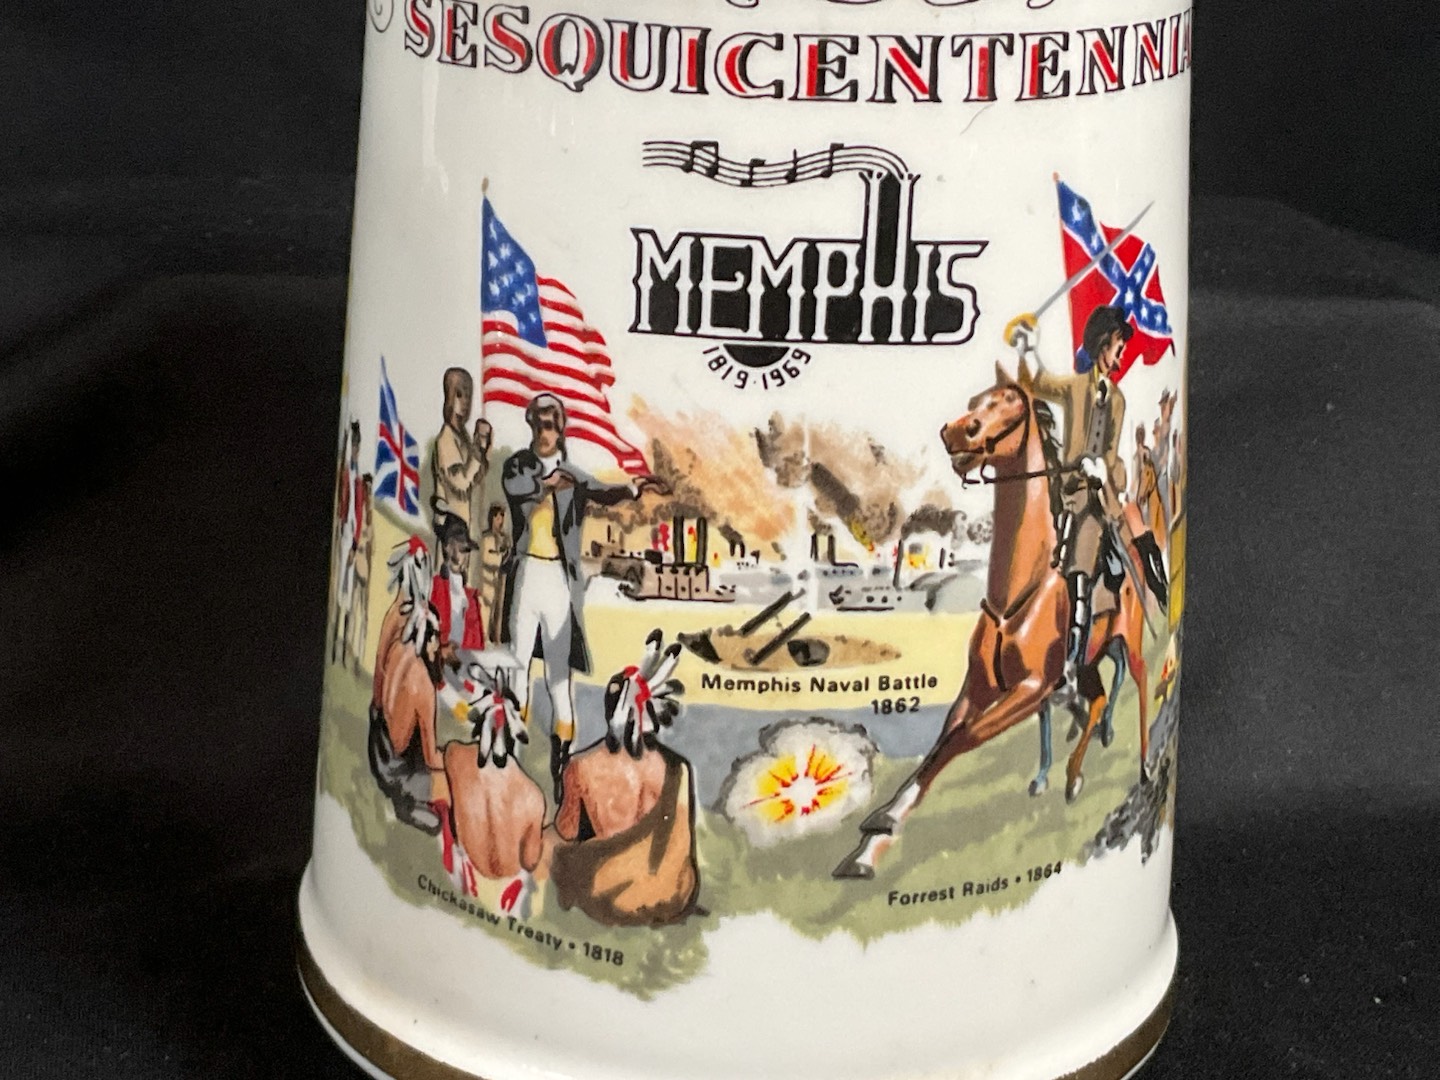 SESQUICENTENNIA
MEMPHIS
1819·1969
Memphis Naval Battle
1862
Forrest Raids • 1864
Chickasaw Treaty • 1818